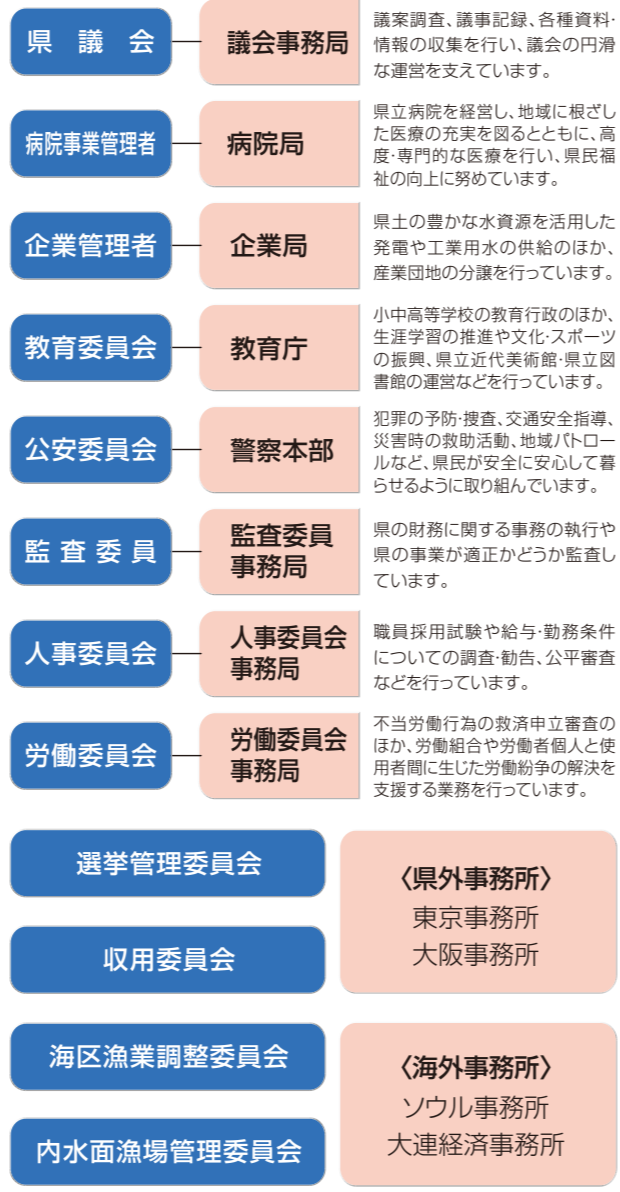 県議会
議会事務局
議案調査、議事記録、各種資料・
情報の収集を行い、議会の円滑
な運営を支えています。
病院事業管理者
病院局
県立病院を経営し、地域に根ざし
た医療の充実を図るとともに、高
度・専門的な医療を行い、県民福
祉の向上に努めています。
企業管理者
企業局
県土の豊かな水資源を活用した
発電や工業用水の供給のほか、
産業団地の分譲を行っています。
教育委員会
教育庁
小中高等学校の教育行政のほか、
生涯学習の推進や文化・スポーツ
の振興、県立近代美術館・県立図
書館の運営などを行っています。
公安委員会
警察本部
犯罪の予防・捜査、交通安全指導、
災害時の救助活動、地域パトロー
ルなど、県民が安全に安心して暮
らせるように取り組んでいます。
監査委員
監査委員
事務局
県の財務に関する事務の執行や
県の事業が適正かどうか監査し
ています。
人事委員会
人事委員会
事務局
職員採用試験や給与・勤務条件
についての調査・勧告、公平審査
などを行っています。
労働委員会
労働委員会
事務局
不当労働行為の救済申立審査の
ほか、労働組合や労働者個人と使
用者間に生じた労働紛争の解決を
支援する業務を行っています。
選挙管理委員会
収用委員会
〈県外事務所〉
東京事務所
大阪事務所
海区漁業調整委員会
内水面漁場管理委員会
〈海外事務所〉
ソウル事務所
大連経済事務所